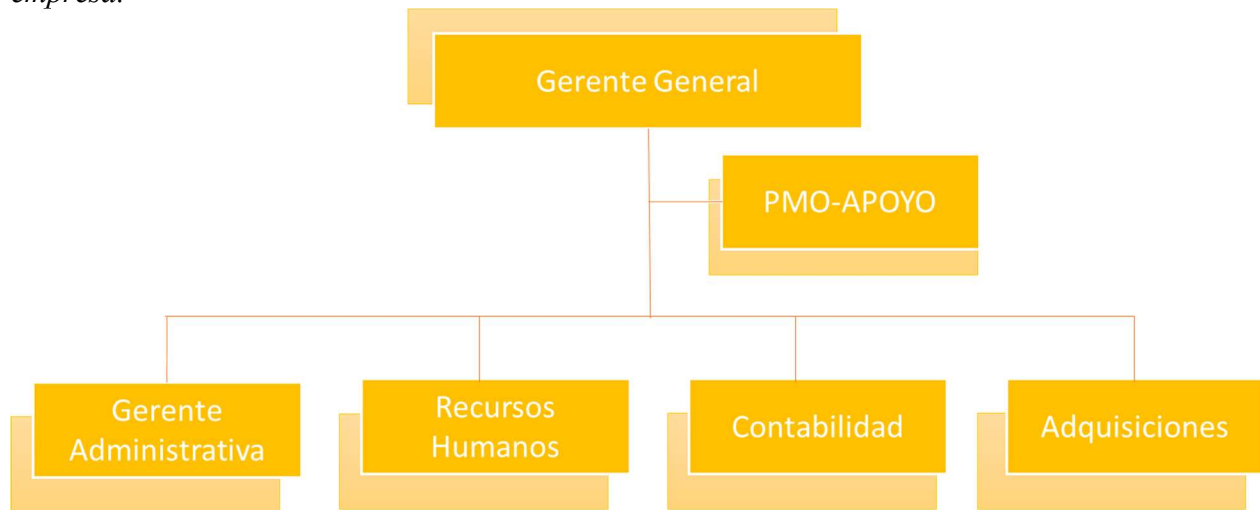 empresa.
Gerente General
PMO-APOYO
Gerente
Administrativa
Recursos
Humanos
Contabilidad
Adquisiciones